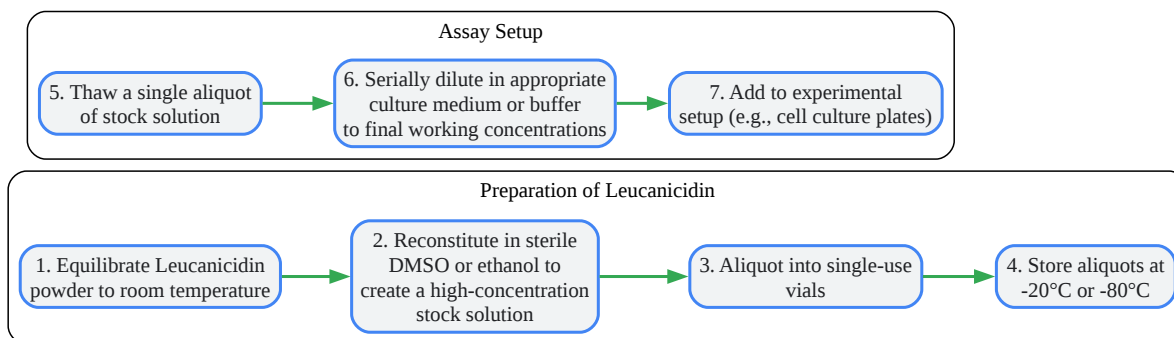 Assay Setup
5. Thaw a single aliquot
of stock solution
6. Serially dilute in appropriate
culture medium or buffer
to final working concentrations
7. Add to experimental
setup (e.g., cell culture plates)
Preparation of Leucanicidin
1. Equilibrate Leucanicidin
powder to room temperature
2. Reconstitute in sterile
DMSO or ethanol to
create a high-concentration
stock solution
3. Aliquot into single-use
vials
4. Store aliquots at
-20°C or -80°C